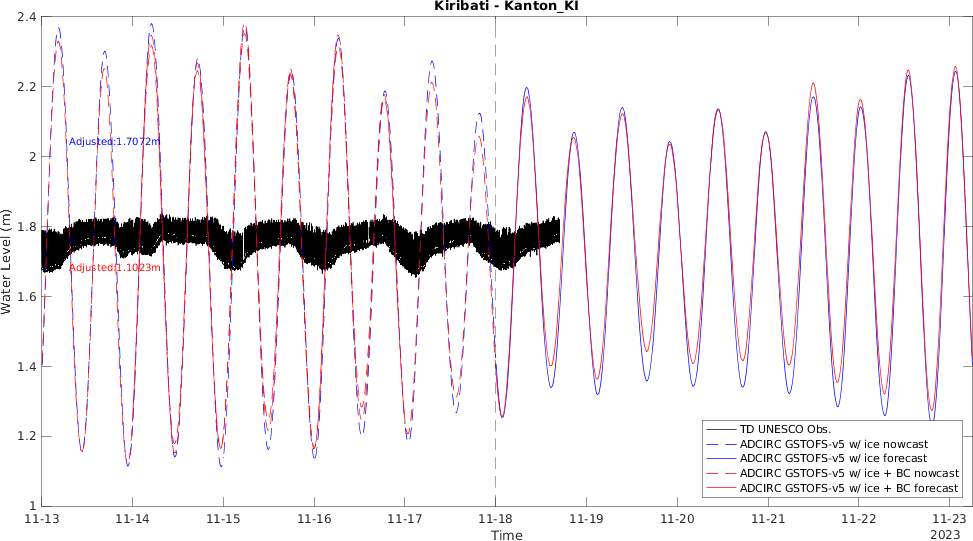 Kiribati - Kanton_KI
2.4
2.2
Adjusted:1.7072m
2
1.8
Water Level (m)
Adjusted:1.1023m
1.6
1.4
1.2
1
TD UNESCO Obs.
ADCIRC GSTOFS-v5 w/ ice nowcast
ADCIRC GSTOFS-v5 w/ ice forecast
ADCIRC GSTOFS-v5 w/ ice + BC nowcast
ADCIRC GSTOFS-v5 w/ ice + BC forecast
11-13 11-14 11-15 11-16 11-17 11-18 11-19 11-20 11-21 11-22 11-23
Time
2023